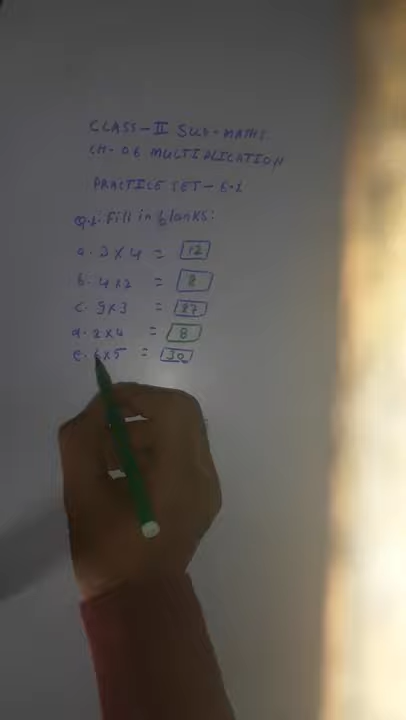 CLASS-II SUB-MATHS
CH-06 MULTIPLICATION
PRACTICE SET-6.1
Q.1. Fill in blanks:
a. 3×4 = 12
b. 4×2 = 8
c. 9×3 = 27
d. 2×4 = 8
e. 6×5 = 30